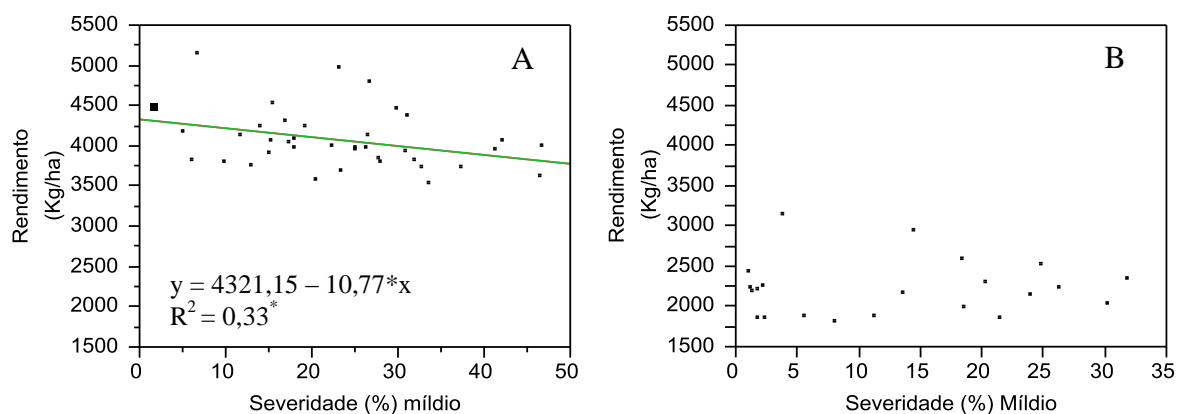 5500
5000
4500
4000
3500
3000
2500
2000
1500
Rendimento
(Kg/ha)
A
y = 4321,15 – 10,77*x
R² = 0,33*
0 10 20 30 40 50
Severidade (%) míldio
5500
5000
4500
4000
3500
3000
2500
2000
1500
Rendimento
(Kg/ha)
B
0 5 10 15 20 25 30 35
Severidade (%) Míldio